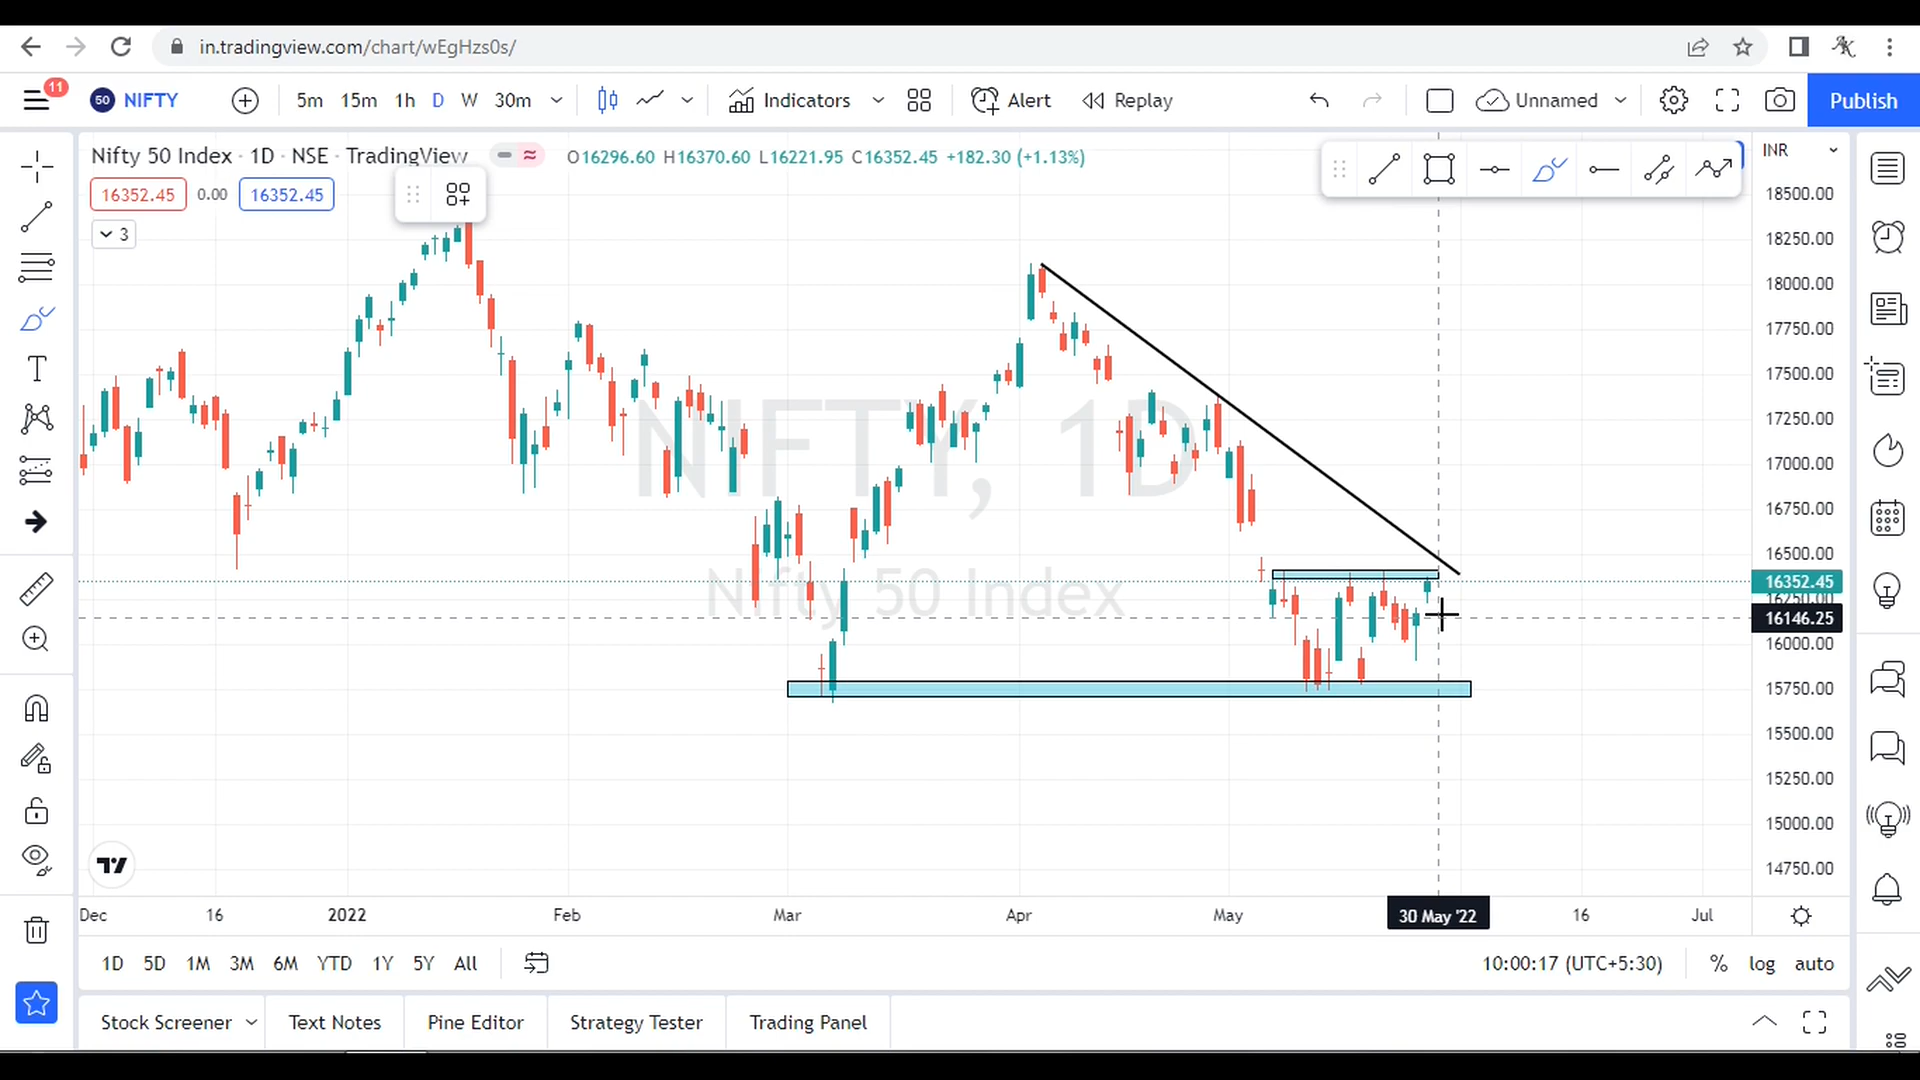 in.tradingview.com/chart/wEgHzs0s/
11
50 NIFTY 5m 15m 1h D W 30m Indicators Alert Replay Unnamed Publish
Nifty 50 Index · 1D · NSE · TradingView O16296.60 H16370.60 L16221.95 C16352.45 +182.30 (+1.13%)
INR
16352.45 0.00 16352.45
3
18500.00
18250.00
18000.00
17750.00
17500.00
17250.00
17000.00
16750.00
16500.00
16352.45
16250.00
16146.25
16000.00
15750.00
15500.00
15250.00
15000.00
14750.00
NIFTY, 1D
Nifty 50 Index
Dec 16 2022 Feb Mar Apr May 30 May '22 16 Jul
1D 5D 1M 3M 6M YTD 1Y 5Y All 10:00:17 (UTC+5:30) % log auto
Stock Screener Text Notes Pine Editor Strategy Tester Trading Panel